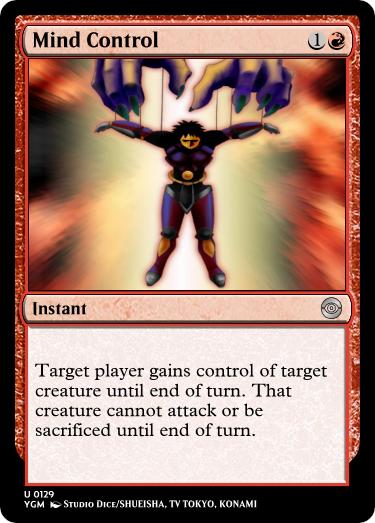 Mind Control 1
Instant
Target player gains control of target
creature until end of turn. That
creature cannot attack or be
sacrificed until end of turn.
U 0129
YGM Studio Dice/SHUEISHA, TV TOKYO, KONAMI